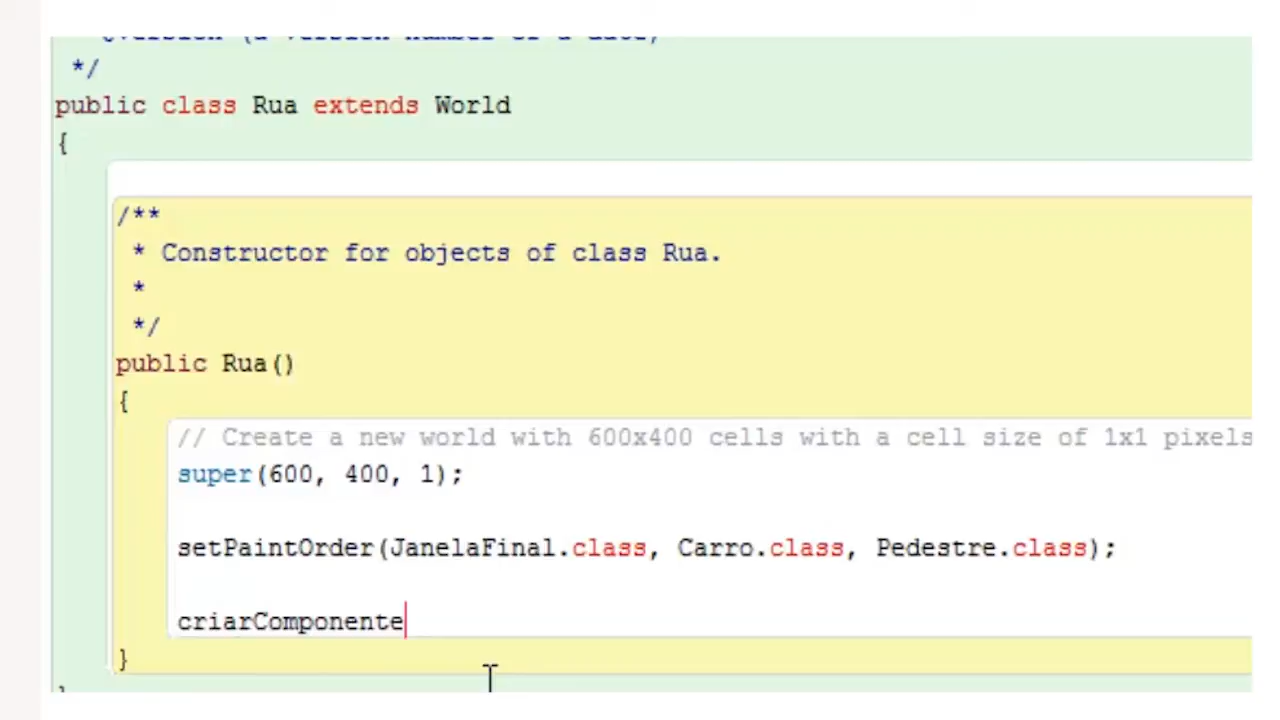 */
public class Rua extends World
{
/**
* Constructor for objects of class Rua.
*
*/
public Rua()
{
// Create a new world with 600x400 cells with a cell size of 1x1 pixels
super(600, 400, 1);
setPaintOrder(JanelaFinal.class, Carro.class, Pedestre.class);
criarComponente
}